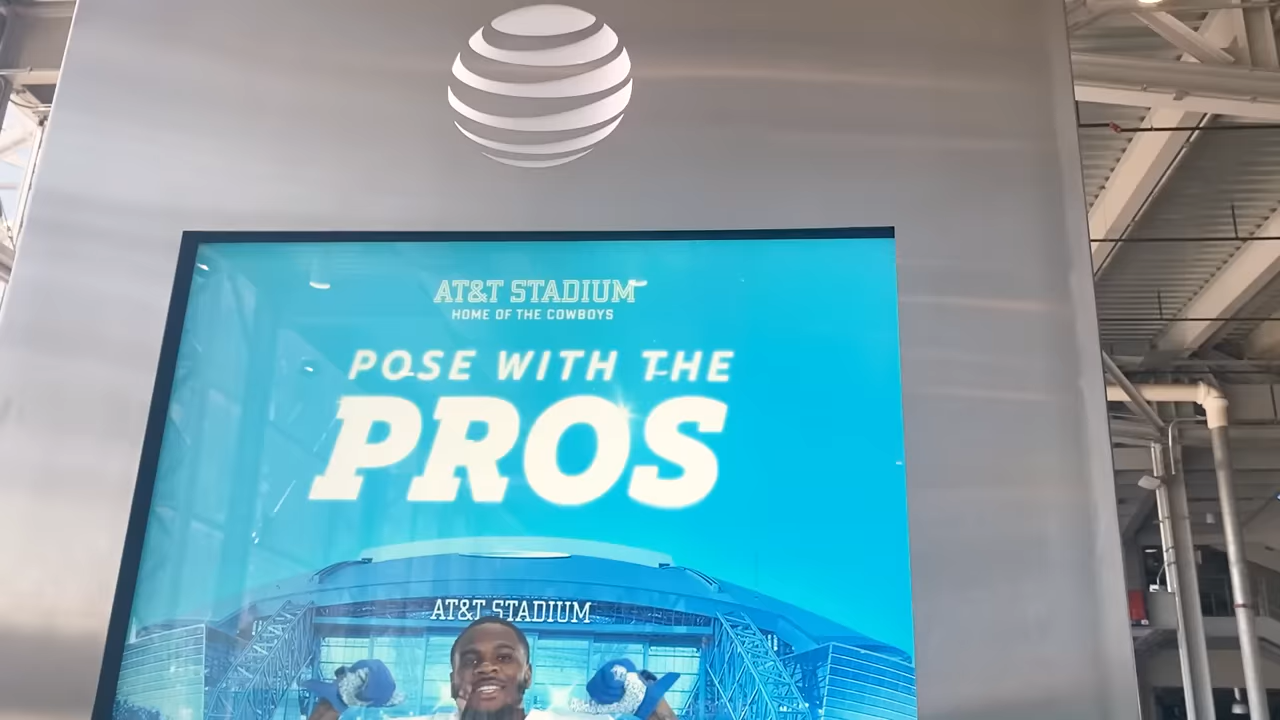 AT&T STADIUM
HOME OF THE COWBOYS
POSE WITH THE
PROS
AT&T STADIUM